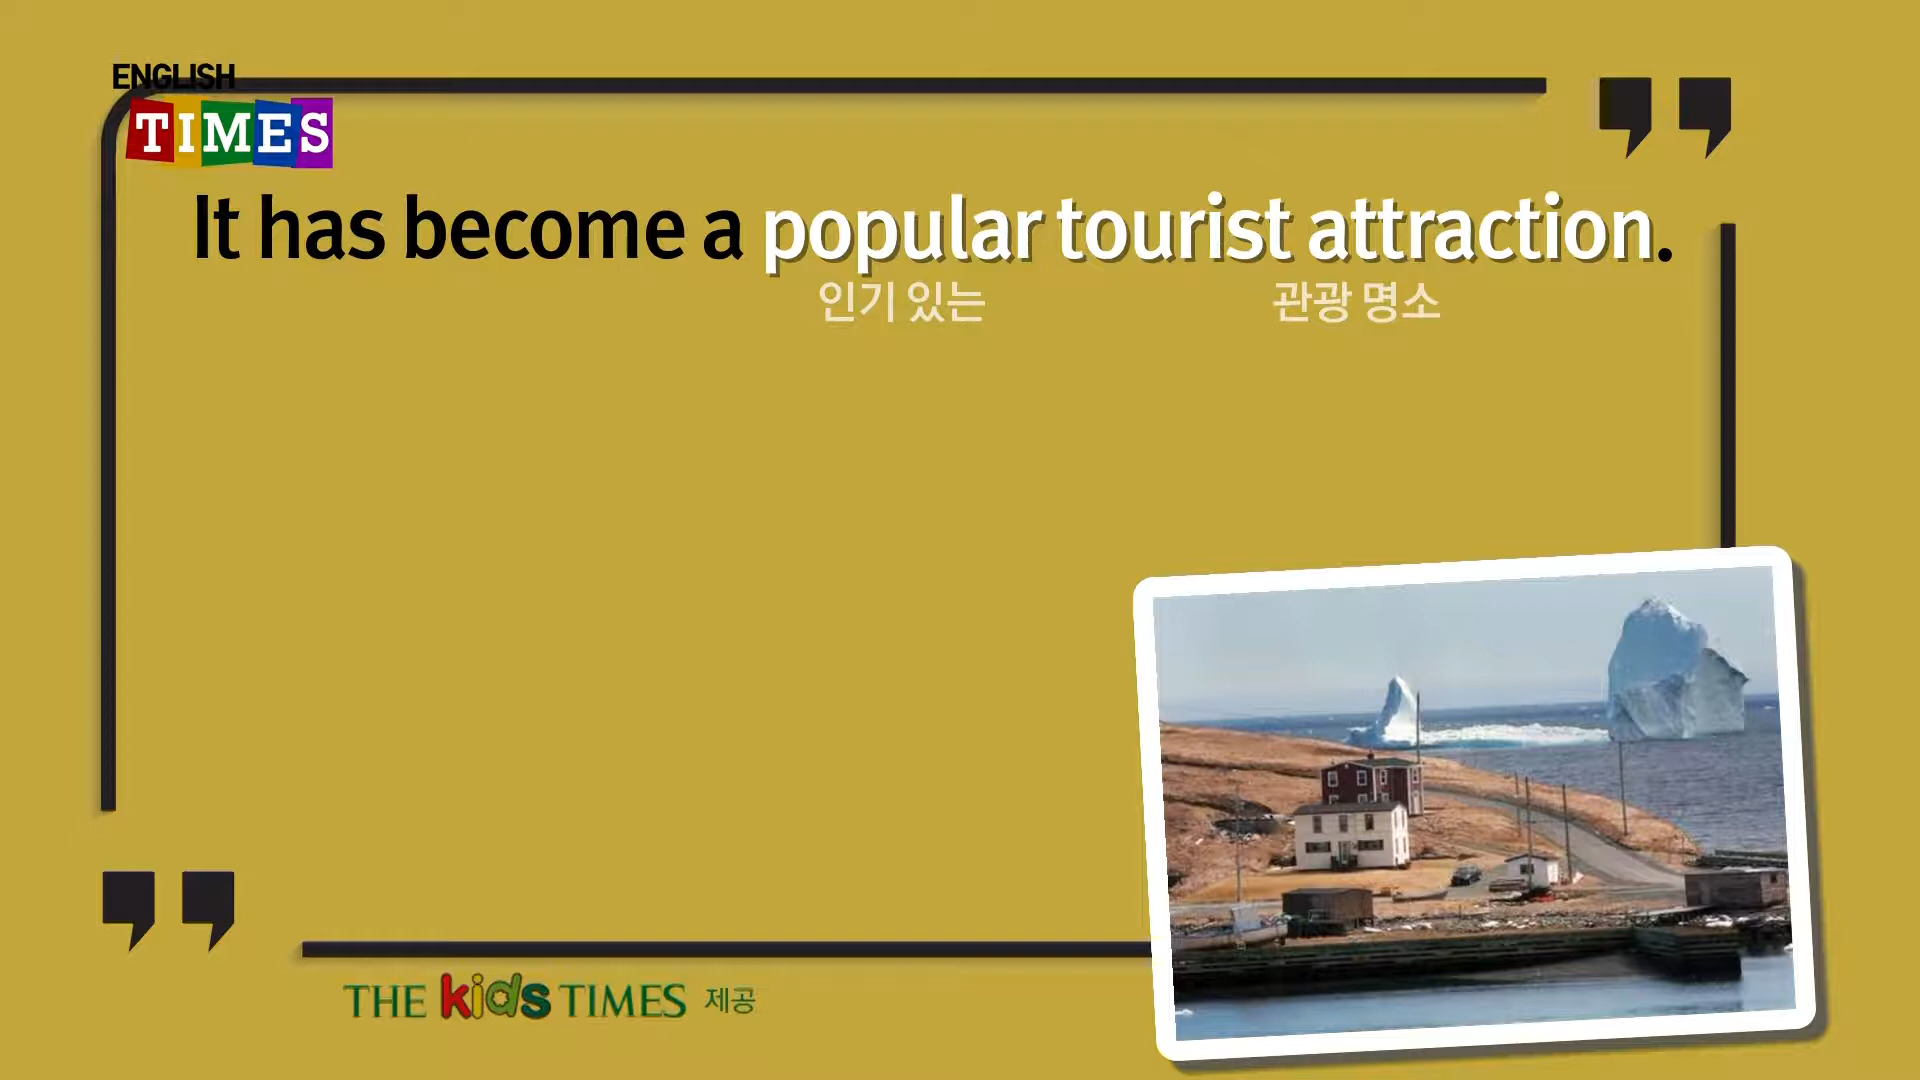 ENGLISH
TIMES
It has become a popular tourist attraction.
인기 있는 관광 명소
THE kids TIMES 제공